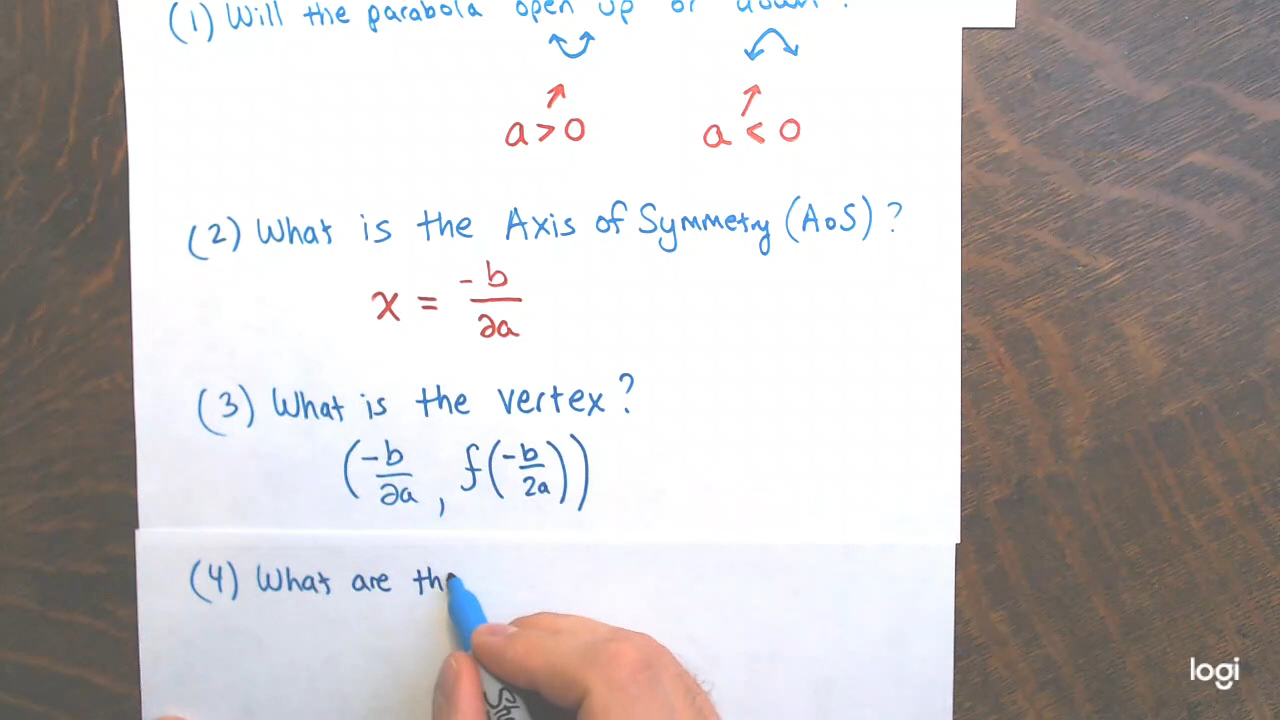 (1) Will the parabola open up or down?
a > 0 a < 0
(2) What is the Axis of Symmetry (AoS)?
x = -b/2a
(3) What is the vertex?
(-b/2a, f(-b/2a))
(4) What are the
logi